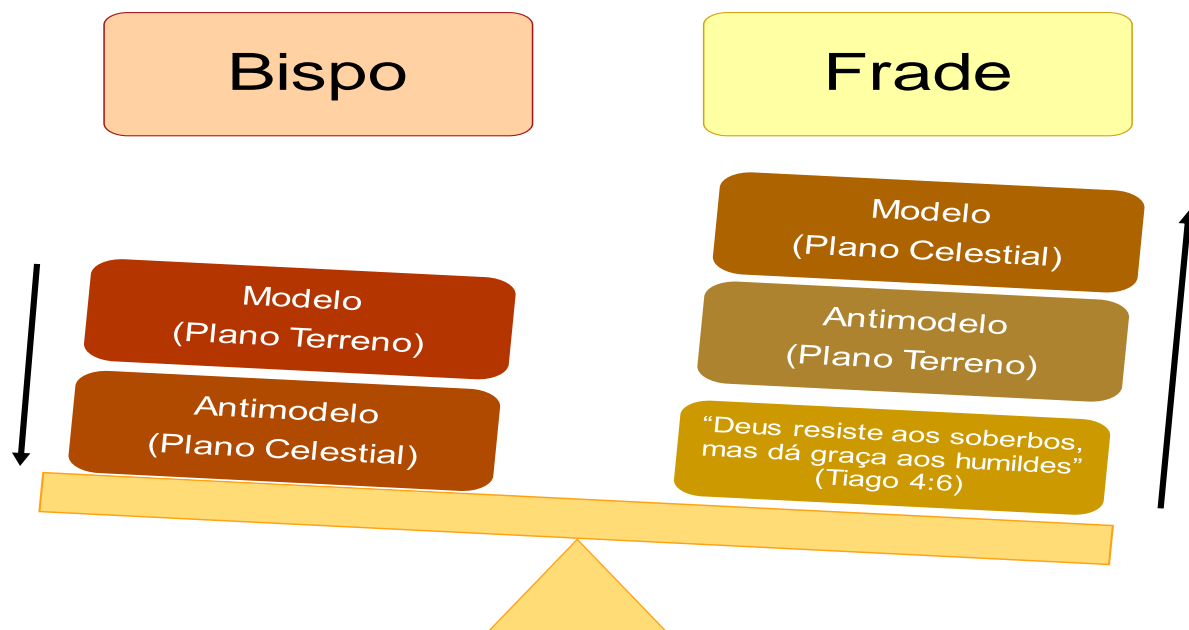 Bispo
Frade
Modelo
(Plano Terreno)
Antimodelo
(Plano Celestial)
Modelo
(Plano Celestial)
Antimodelo
(Plano Terreno)
“Deus resiste aos soberbos,
mas dá graça aos humildes”
(Tiago 4:6)